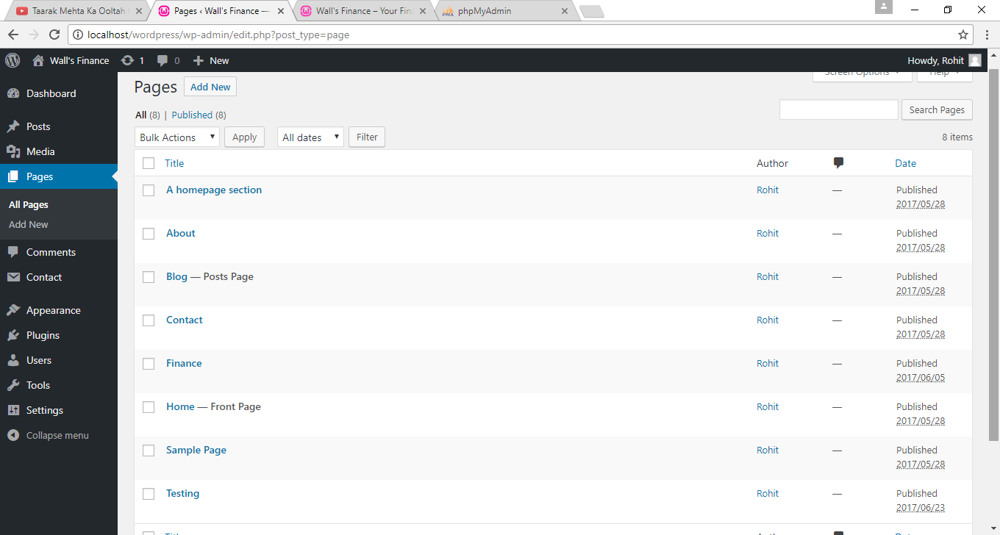 Taarak Mehta Ka Ooltah
Pages ‹ Wall's Finance —
Wall's Finance – Your Fin
phpMyAdmin
localhost/wordpress/wp-admin/edit.php?post_type=page
Wall's Finance 1 0 New
Howdy, Rohit
Screen Options Help
Dashboard
Posts
Media
Pages
All Pages
Add New
Comments
Contact
Appearance
Plugins
Users
Tools
Settings
Collapse menu
Pages Add New
All (8) | Published (8)
Search Pages
Bulk Actions Apply All dates Filter
8 items
Title Author Date
A homepage section Rohit — Published
2017/05/28
About Rohit — Published
2017/05/28
Blog — Posts Page Rohit — Published
2017/05/28
Contact Rohit — Published
2017/05/28
Finance Rohit — Published
2017/06/05
Home — Front Page Rohit — Published
2017/05/28
Sample Page Rohit — Published
2017/05/28
Testing Rohit — Published
2017/06/23
Title Author Date